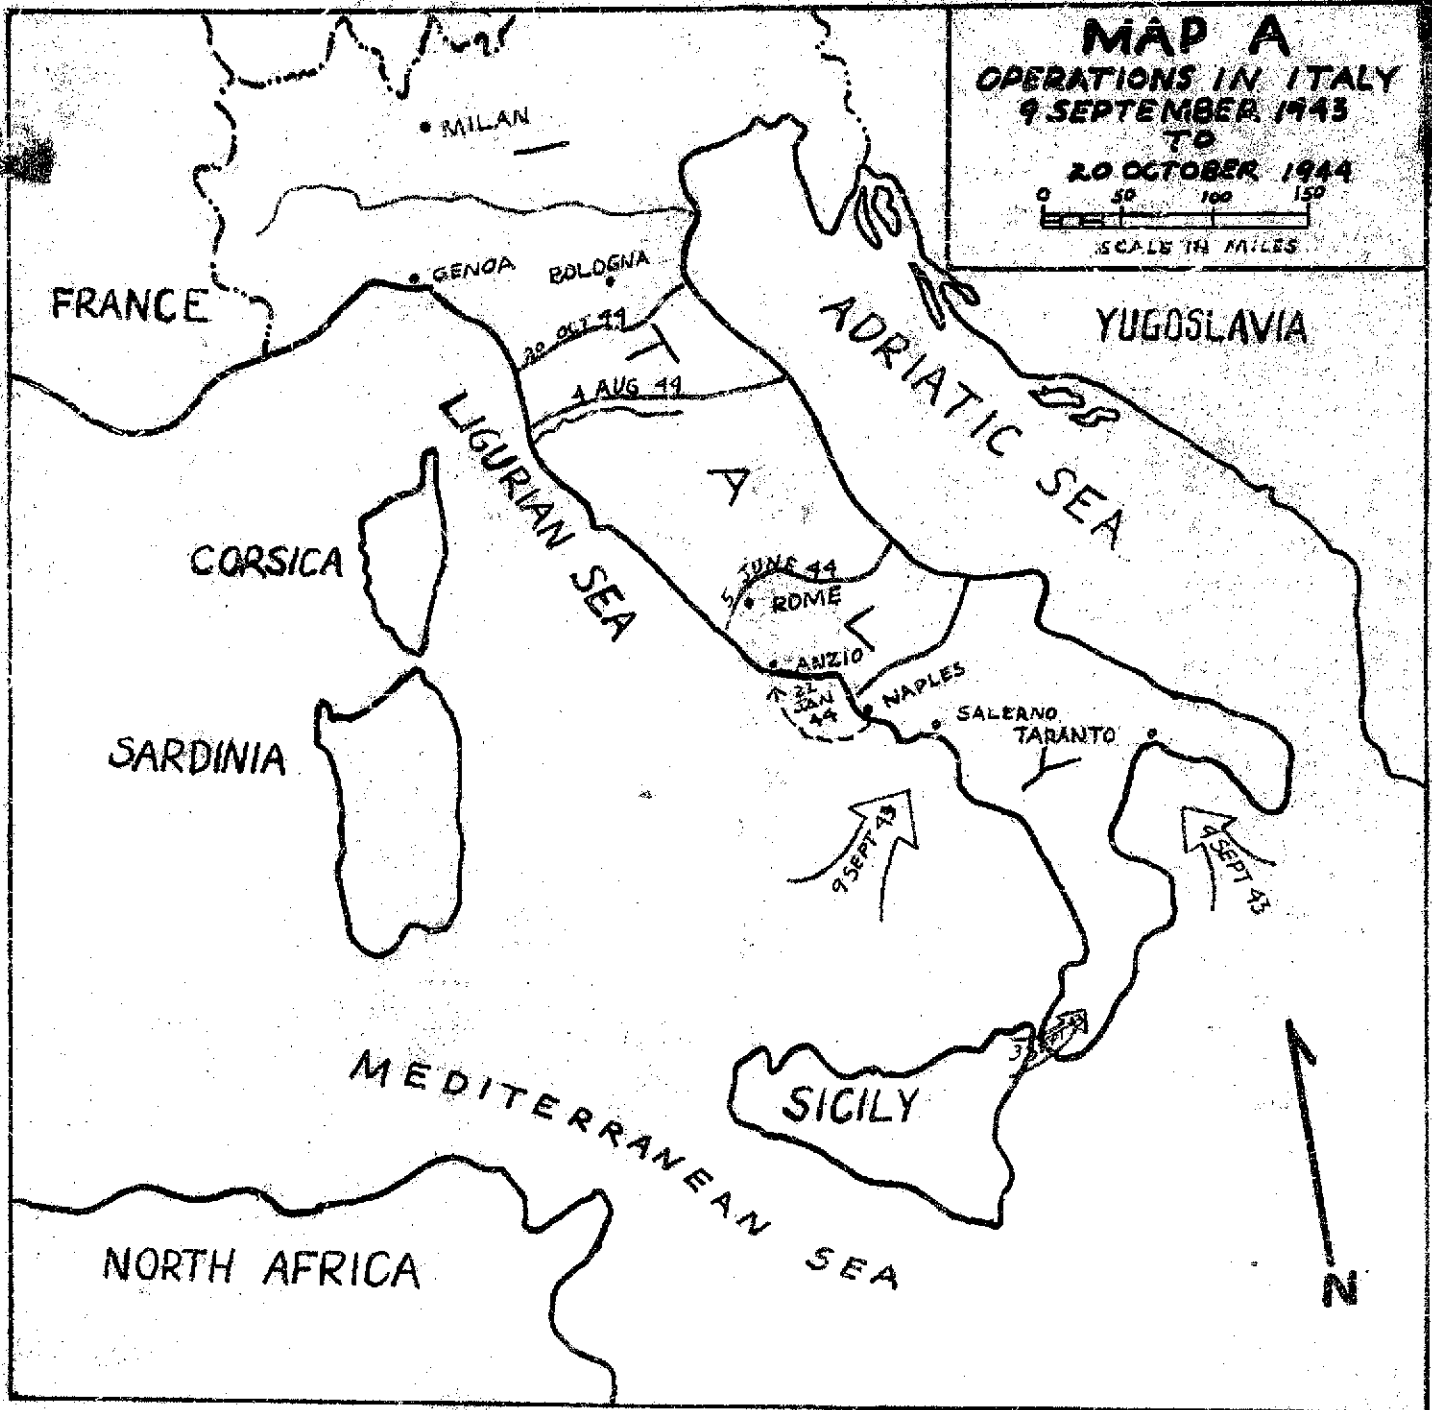 MAP A
OPERATIONS IN ITALY
9 SEPTEMBER 1943
TO
20 OCTOBER 1944
0 50 100 150
SCALE IN MILES
MILAN
GENOA
BOLOGNA
FRANCE
YUGOSLAVIA
ADRIATIC SEA
20 OCT 44
4 AUG 44
LIGURIAN SEA
ITALY
CORSICA
5 JUNE 44
ROME
ANZIO
22
JAN
44
NAPLES
SALERNO
TARANTO
SARDINIA
9 SEPT 43
9 SEPT 43
MEDITERRANEAN SEA
SICILY
NORTH AFRICA
N